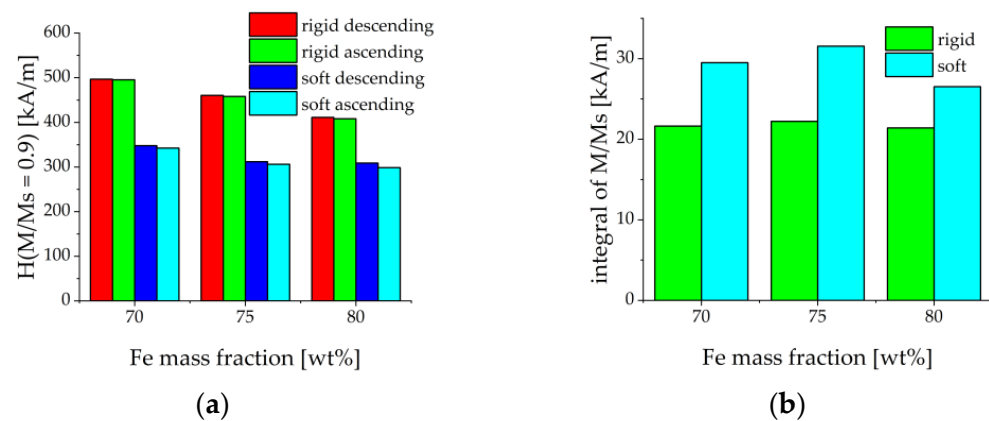 H(M/Ms = 0.9) [kA/m]
600
500
400
300
200
100
0
rigid descending
rigid ascending
soft descending
soft ascending
70 75 80
Fe mass fraction [wt%]
(a)
integral of M/Ms [kA/m]
30
20
10
0
rigid
soft
70 75 80
Fe mass fraction [wt%]
(b)